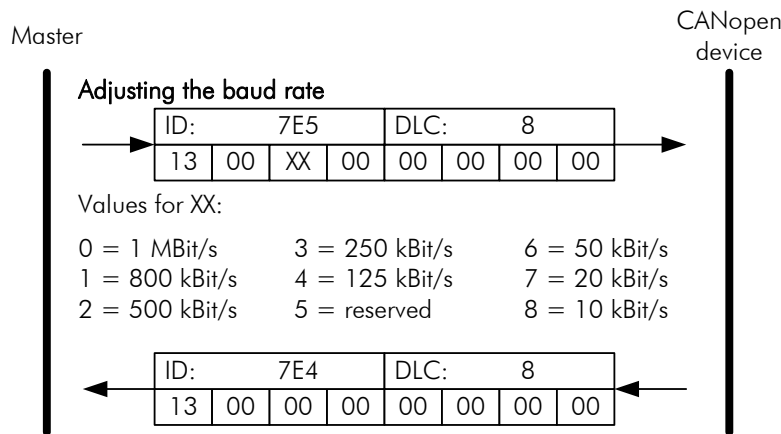 Master
CANopen
device
Adjusting the baud rate
ID: 7E5 DLC: 8
13 00 XX 00 00 00 00 00
Values for XX:
0 = 1 MBit/s 3 = 250 kBit/s 6 = 50 kBit/s
1 = 800 kBit/s 4 = 125 kBit/s 7 = 20 kBit/s
2 = 500 kBit/s 5 = reserved 8 = 10 kBit/s
ID: 7E4 DLC: 8
13 00 00 00 00 00 00 00